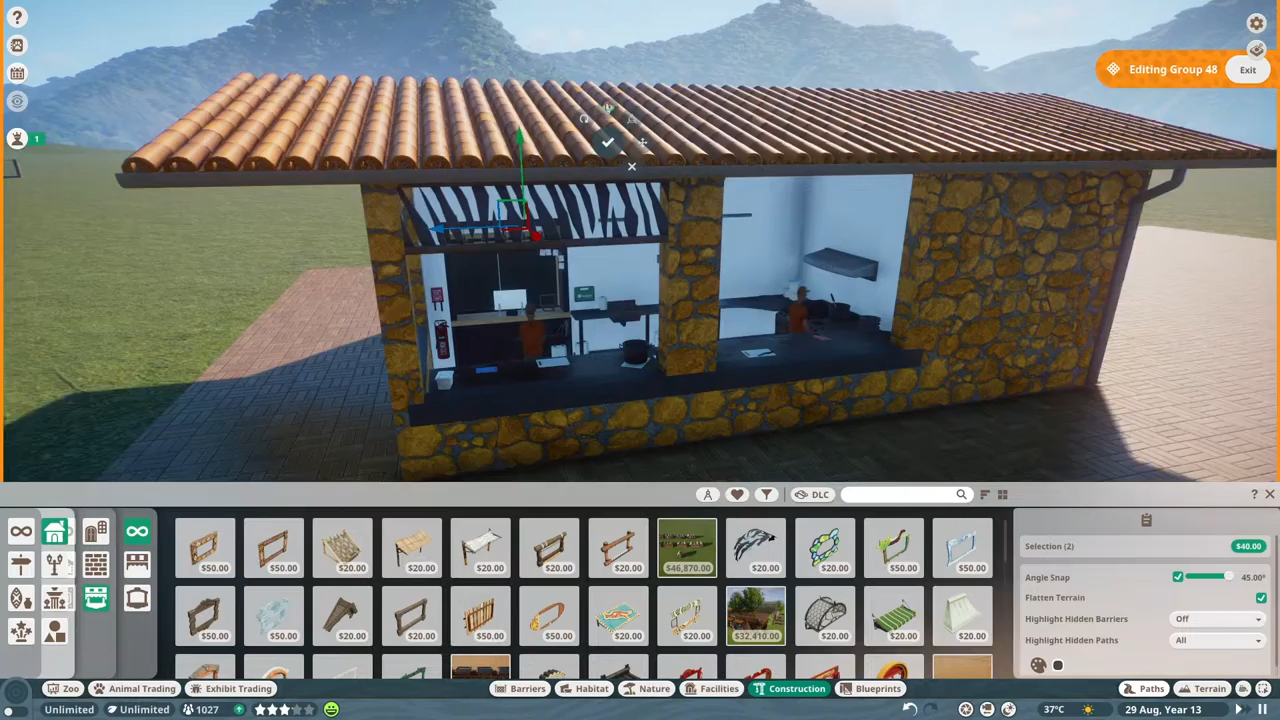 ?
Editing Group 48 Exit
1
DLC
? 
$50.00 $50.00 $20.00 $20.00 $20.00 $20.00 $20.00 $46,870.00 $20.00 $20.00 $50.00 $50.00
$50.00 $50.00 $20.00 $20.00 $50.00 $50.00 $20.00 $20.00 $32,410.00 $20.00 $20.00 $20.00
Selection (2) $40.00
Angle Snap 45.00°
Flatten Terrain
Highlight Hidden Barriers Off
Highlight Hidden Paths All
Zoo Animal Trading Exhibit Trading Barriers Habitat Nature Facilities Construction Blueprints Paths Terrain
Unlimited Unlimited 1027 37°C 29 Aug, Year 13